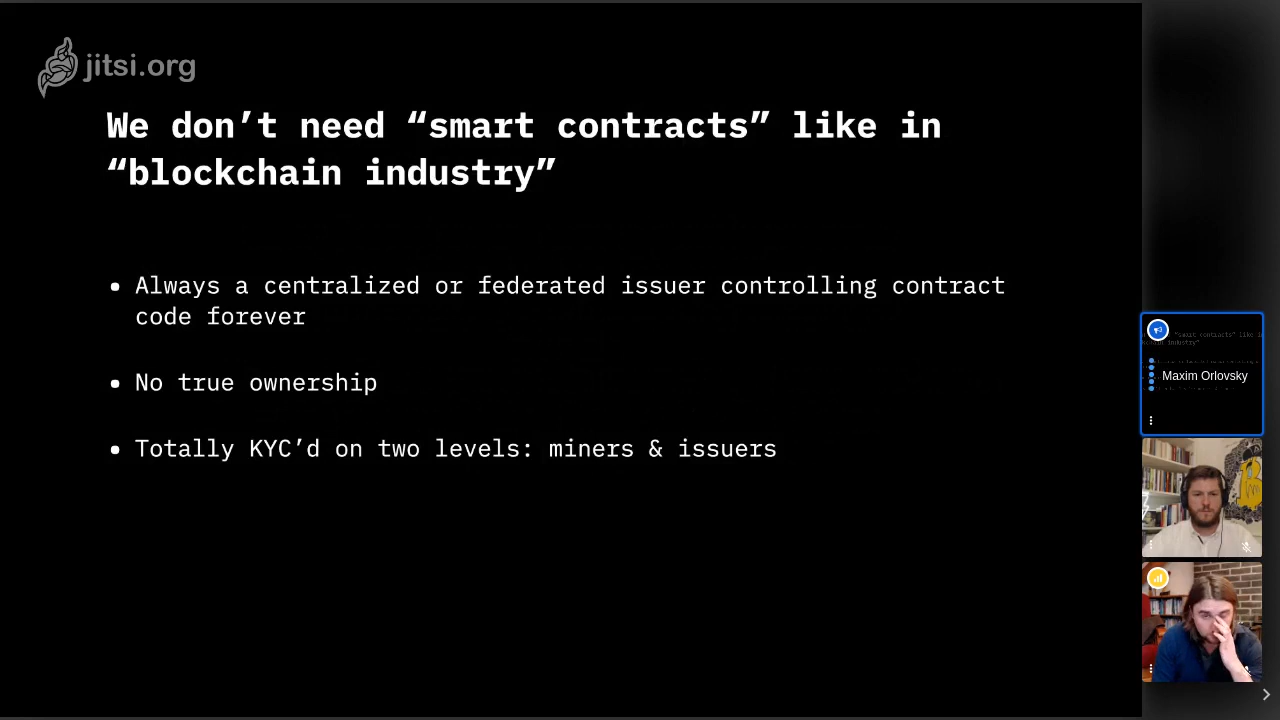 jitsi.org
We don’t need “smart contracts” like in
“blockchain industry”
• Always a centralized or federated issuer controlling contract
code forever
• No true ownership
• Totally KYC’d on two levels: miners & issuers
Maxim Orlovsky